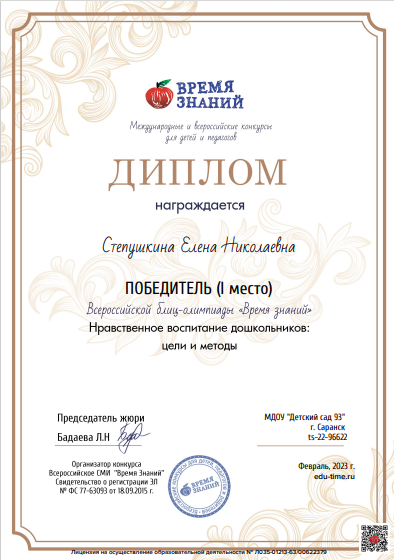 ВРЕМЯ
ЗНАНИЙ
Международные и всероссийские конкурсы
для детей и педагогов
ДИПЛОМ
награждается
Степушкина Елена Николаевна
ПОБЕДИТЕЛЬ (I место)
Всероссийской блиц-олимпиады «Время знаний»
Нравственное воспитание дошкольников:
цели и методы
Председатель жюри
Бадаева Л.Н
МДОУ "Детский сад 93"
г. Саранск
ts-22-96622
Организатор конкурса
Всероссийское СМИ "Время Знаний"
Свидетельство о регистрации ЭЛ
№ ФС 77-63093 от 18.09.2015 г.
ВРЕМЯ
ЗНАНИЙ
Февраль, 2023 г.
edu-time.ru
Лицензия на осуществление образовательной деятельности № Л035-01213-63/00622379